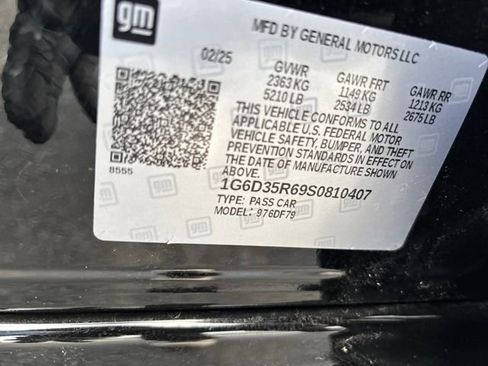 gm
MFD BY GENERAL MOTORS LLC
02/25
GVWR GAWR FRT GAWR RR
2363 KG 1149 KG 1213 KG
5210 LB 2534 LB 2675 LB
THIS VEHICLE CONFORMS TO ALL
APPLICABLE U.S. FEDERAL MOTOR
VEHICLE SAFETY, BUMPER, AND THEFT
PREVENTION STANDARDS IN EFFECT ON
THE DATE OF MANUFACTURE SHOWN
ABOVE.
8555
1G6D35R69S0810407
TYPE: PASS CAR
MODEL: 976DF79